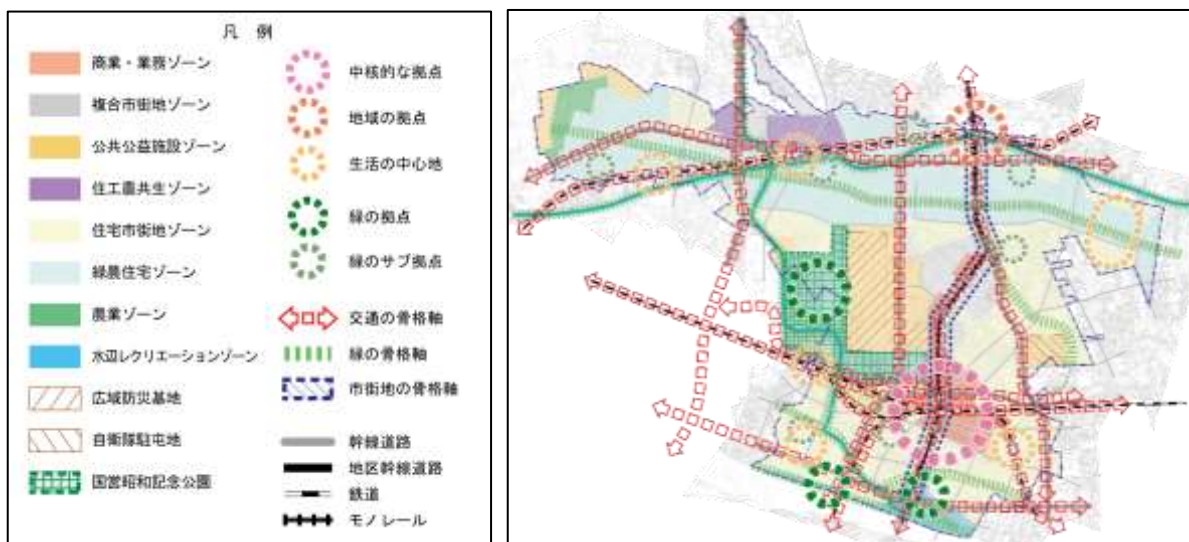 凡 例
商業・業務ゾーン
複合市街地ゾーン
公共公益施設ゾーン
住工農共生ゾーン
住宅市街地ゾーン
緑農住宅ゾーン
農業ゾーン
水辺レクリエーションゾーン
広域防災基地
自衛隊駐屯地
国営昭和記念公園
中核的な拠点
地域の拠点
生活の中心地
緑の拠点
緑のサブ拠点
交通の骨格軸
緑の骨格軸
市街地の骨格軸
幹線道路
地区幹線道路
鉄道
モノレール